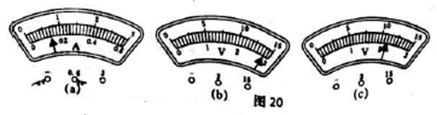 0 1 2 3
0 0.2 0.4 0.6
A
- 0.6 3
(a)
0 5 10 15
0 1 2 3
V
- 3 15
(b)
0 5 10 15
0 1 2 3
V
- 3 15
(c)
图20